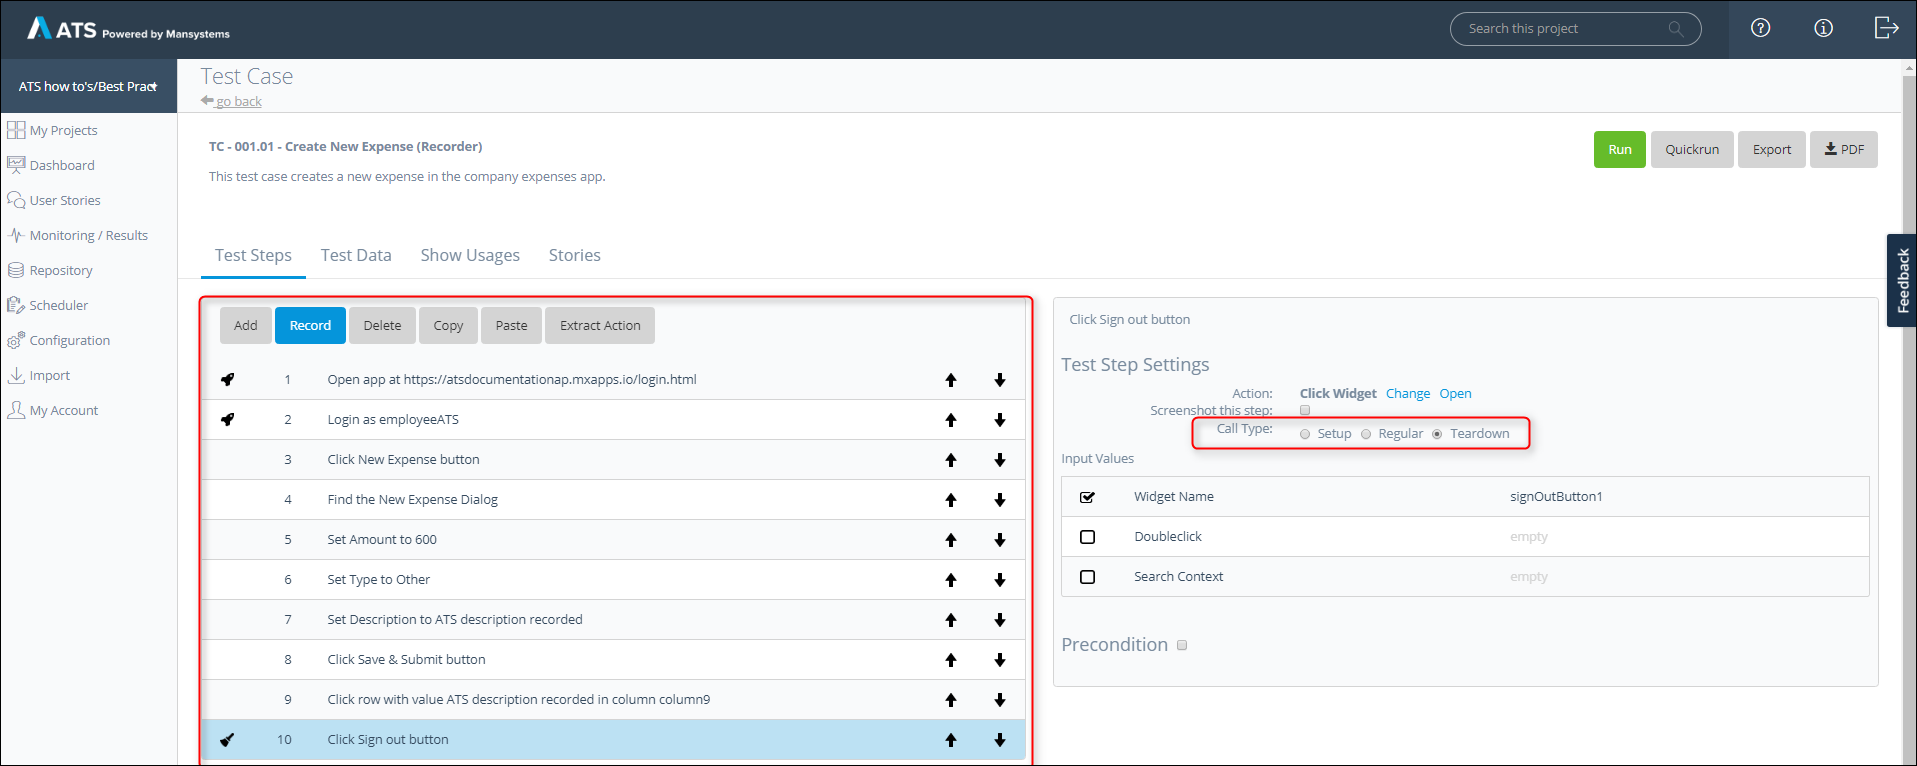 ATS Powered by Mansystems
Search this project
ATS how to's/Best Pract
Test Case
go back
My Projects
Dashboard
User Stories
Monitoring / Results
Repository
Scheduler
Configuration
Import
My Account
TC - 001.01 - Create New Expense (Recorder)
This test case creates a new expense in the company expenses app.
Run Quickrun Export PDF
Feedback
Test Steps Test Data Show Usages Stories
Add Record Delete Copy Paste Extract Action
1 Open app at https://atsdocumentationap.mxapps.io/login.html
2 Login as employeeATS
3 Click New Expense button
4 Find the New Expense Dialog
5 Set Amount to 600
6 Set Type to Other
7 Set Description to ATS description recorded
8 Click Save & Submit button
9 Click row with value ATS description recorded in column column9
10 Click Sign out button
Click Sign out button
Test Step Settings
Action: Click Widget Change Open
Screenshot this step:
Call Type: Setup Regular Teardown
Input Values
Widget Name signOutButton1
Doubleclick empty
Search Context empty
Precondition